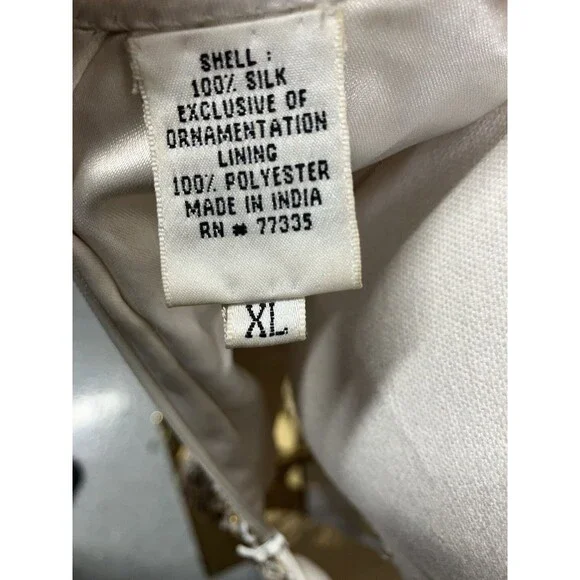 SHELL :
100% SILK
EXCLUSIVE OF
ORNAMENTATION
LINING
100% POLYESTER
MADE IN INDIA
RN # 77335
XL